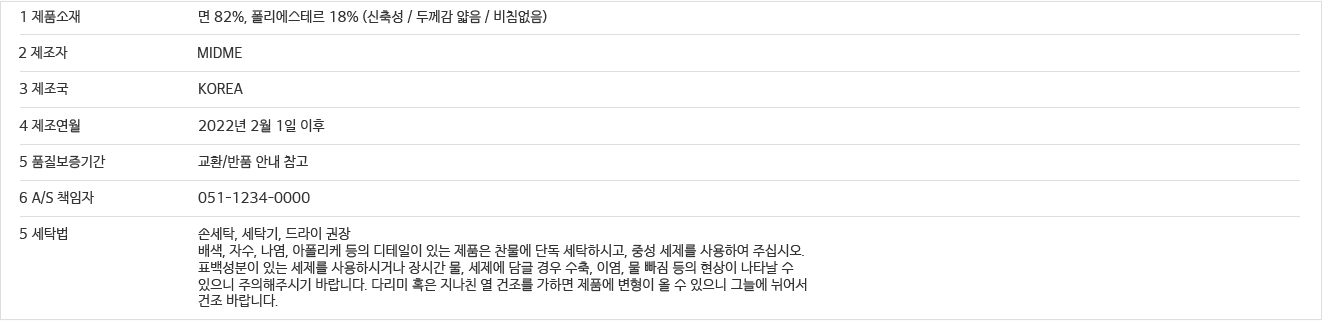 1 제품소재 면 82%, 폴리에스테르 18% (신축성 / 두께감 얇음 / 비침없음)
2 제조자 MIDME
3 제조국 KOREA
4 제조연월 2022년 2월 1일 이후
5 품질보증기간 교환/반품 안내 참고
6 A/S 책임자 051-1234-0000
5 세탁법 손세탁, 세탁기, 드라이 권장
배색, 자수, 나염, 아폴리케 등의 디테일이 있는 제품은 찬물에 단독 세탁하시고, 중성 세제를 사용하여 주십시오.
표백성분이 있는 세제를 사용하시거나 장시간 물, 세제에 담글 경우 수축, 이염, 물 빠짐 등의 현상이 나타날 수
있으니 주의해주시기 바랍니다. 다리미 혹은 지나친 열 건조를 가하면 제품에 변형이 올 수 있으니 그늘에 뉘어서
건조 바랍니다.